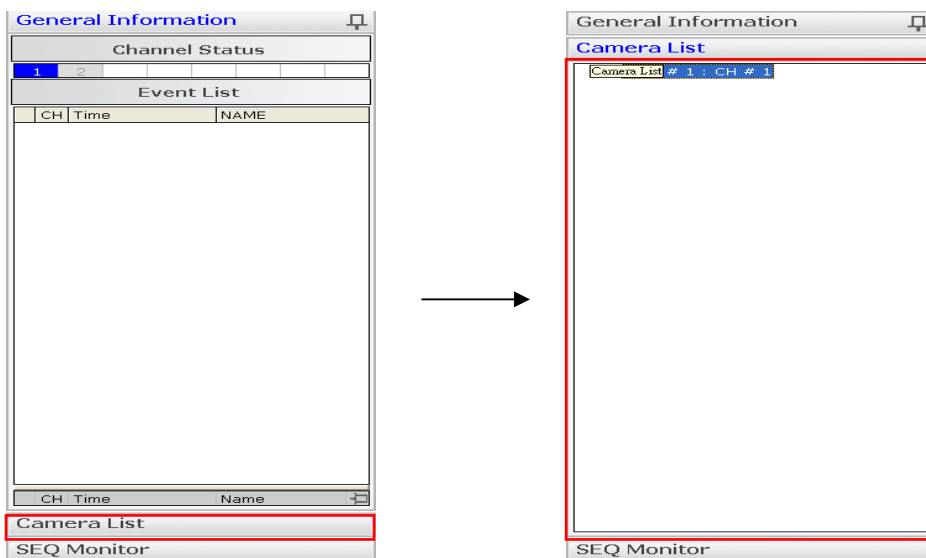 General Information
Channel Status
1 2
Event List
CH Time NAME
CH Time Name
Camera List
SEQ Monitor
General Information
Camera List
Camera List # 1 : CH # 1
SEQ Monitor